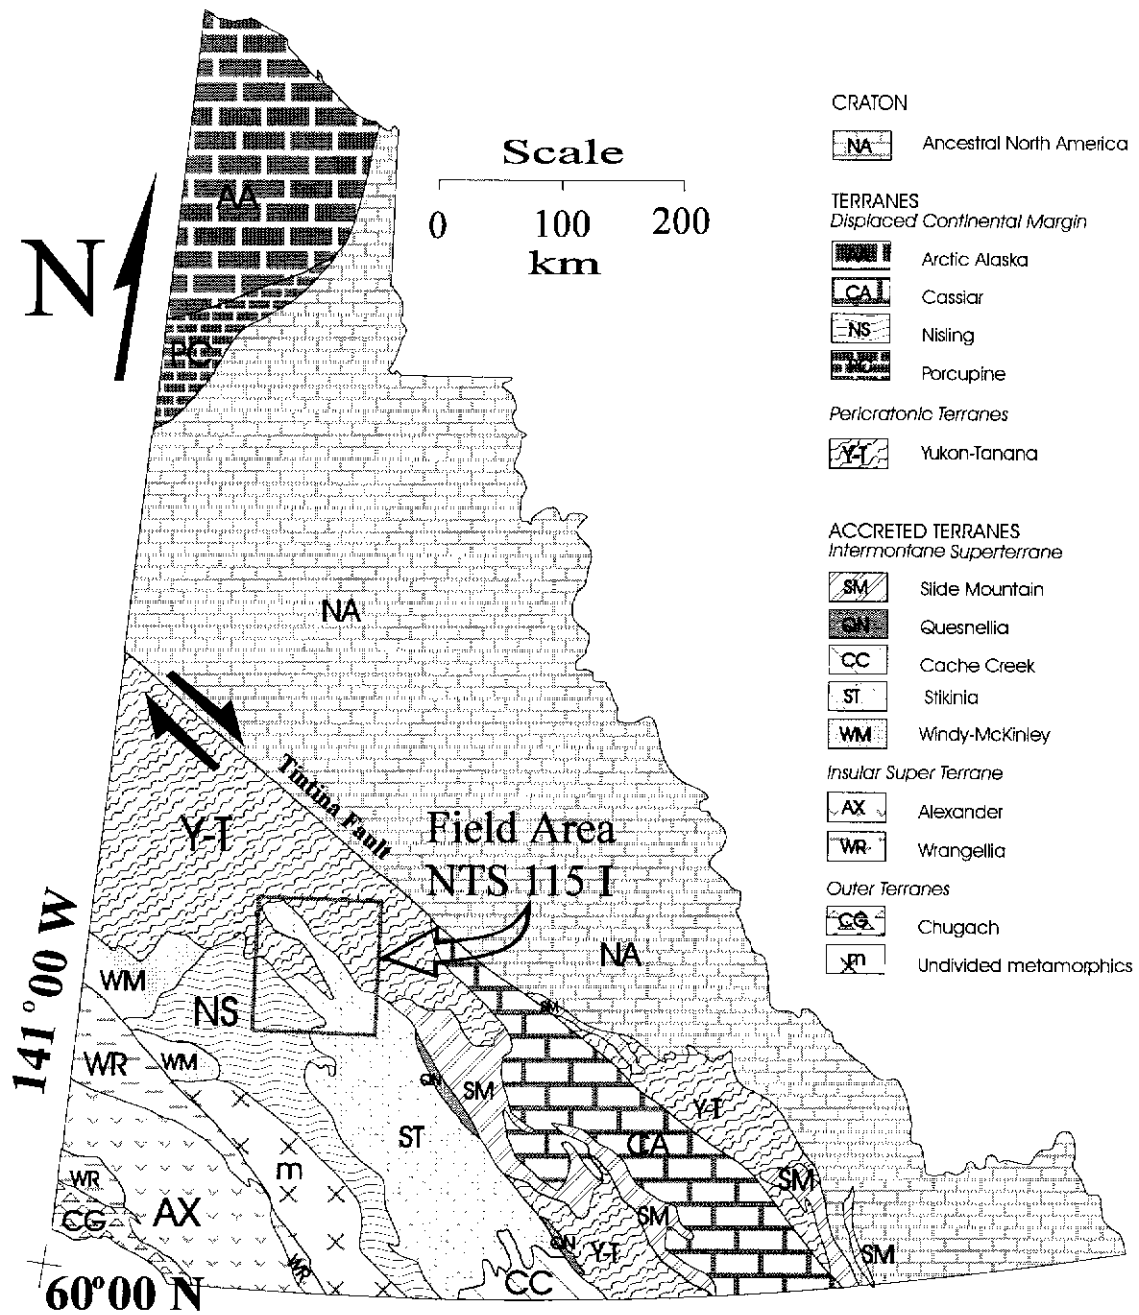 CRATON
NA Ancestral North America
TERRANES
Displaced Continental Margin
Arctic Alaska
CA Cassiar
NS Nisling
Porcupine
Pericratonic Terranes
Y-T Yukon-Tanana
ACCRETED TERRANES
Intermontane Superterrane
SM Slide Mountain
QN Quesnellia
CC Cache Creek
ST Stikinia
WM Windy-McKinley
Insular Super Terrane
AX Alexander
WR Wrangellia
Outer Terranes
CG Chugach
m Undivided metamorphics
Scale
0 100 200
km
N
AA
PC
NA
Tintina Fault
Y-T
Field Area
NTS 115 I
NA
WM
NS
SM
141°00 W
WR
WM
QN
SM
Y-T
ST
CA
m
WR
SM
AX
CG
SM
QN
Y-T
SM
WR
CC
60°00 N